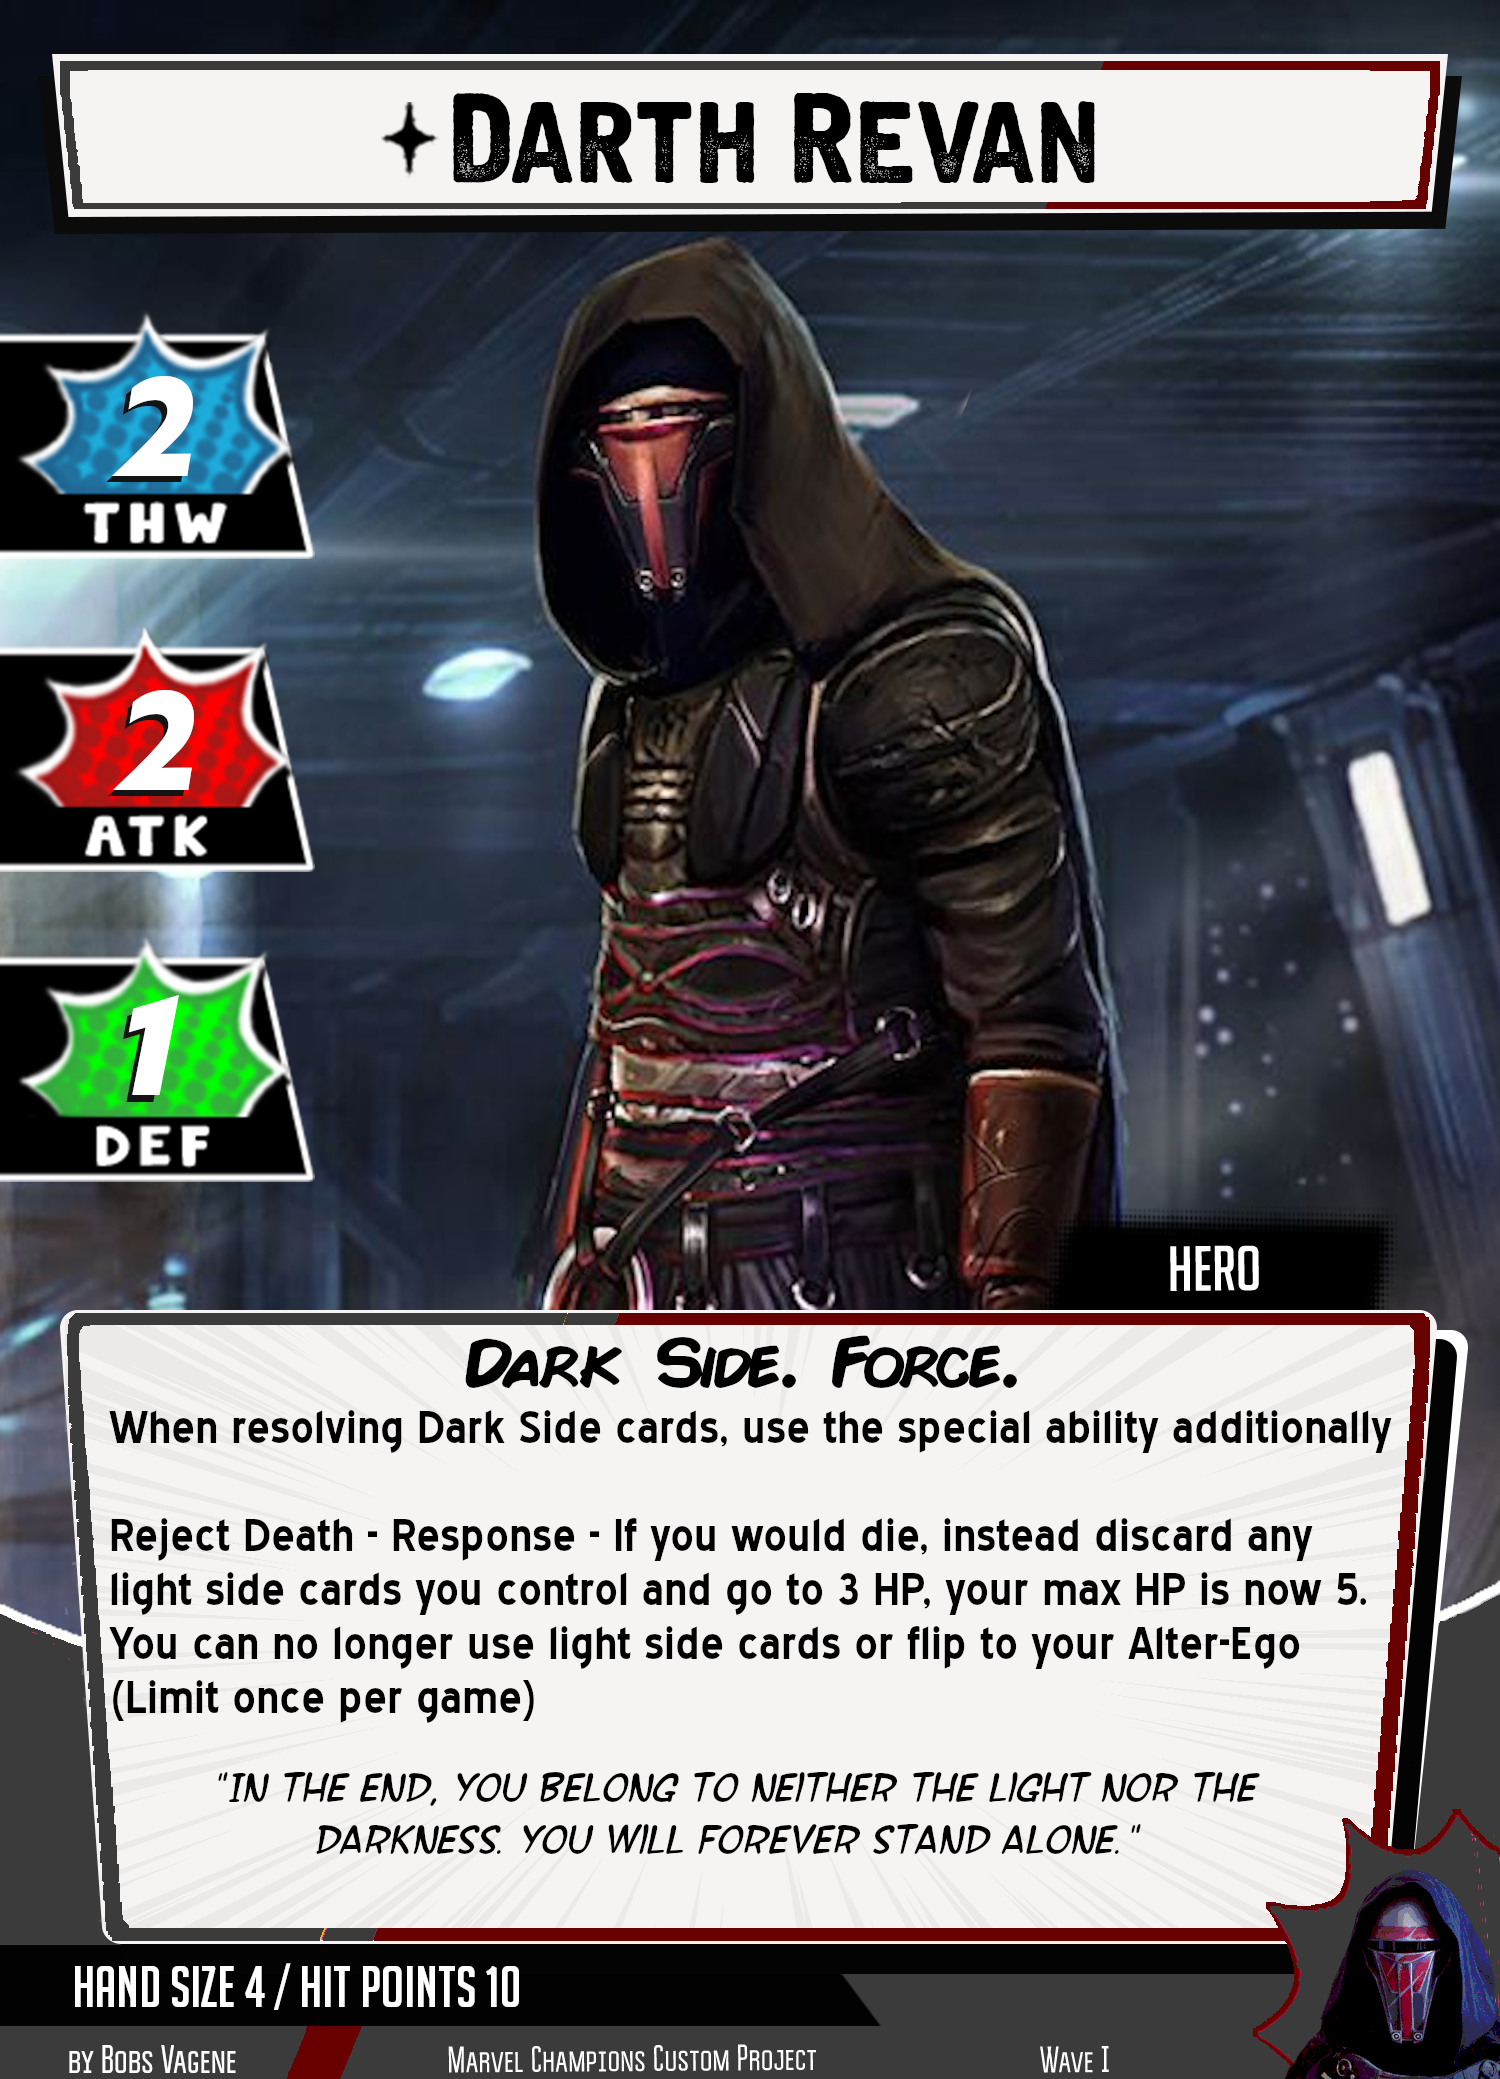 Darth Revan
2
THW
2
ATK
1
DEF
HERO
Dark Side. Force.
When resolving Dark Side cards, use the special ability additionally
Reject Death - Response - If you would die, instead discard any
light side cards you control and go to 3 HP, your max HP is now 5.
You can no longer use light side cards or flip to your Alter-Ego
(Limit once per game)
"IN THE END, YOU BELONG TO NEITHER THE LIGHT NOR THE
DARKNESS. YOU WILL FOREVER STAND ALONE."
HAND SIZE 4 / HIT POINTS 10
by Bobs Vagene
Marvel Champions Custom Project
Wave I